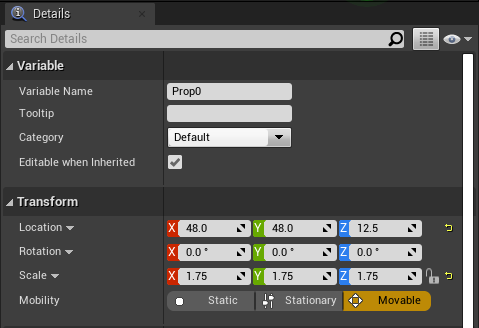 Details
Search Details
Variable
Variable Name Prop0
Tooltip
Category Default
Editable when Inherited
Transform
Location X 48.0 Y 48.0 Z 12.5
Rotation X 0.0 ° Y 0.0 ° Z 0.0 °
Scale X 1.75 Y 1.75 Z 1.75
Mobility Static Stationary Movable